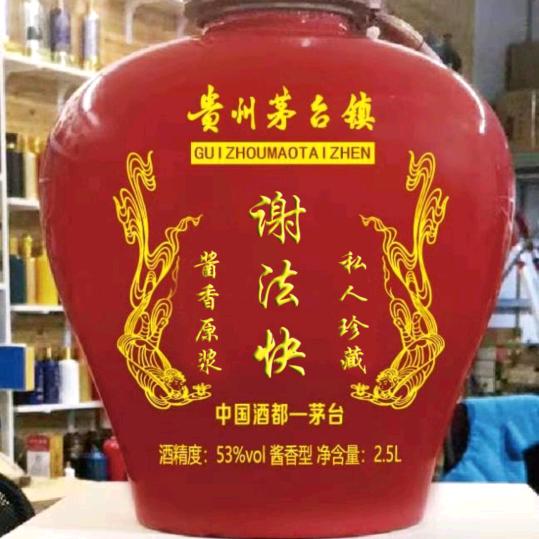 贵州茅台镇
GUIZHOUMAOTAIZHEN
谢法快
酱香原浆
私人珍藏
中国酒都—茅台
酒精度：53%vol 酱香型 净含量：2.5L